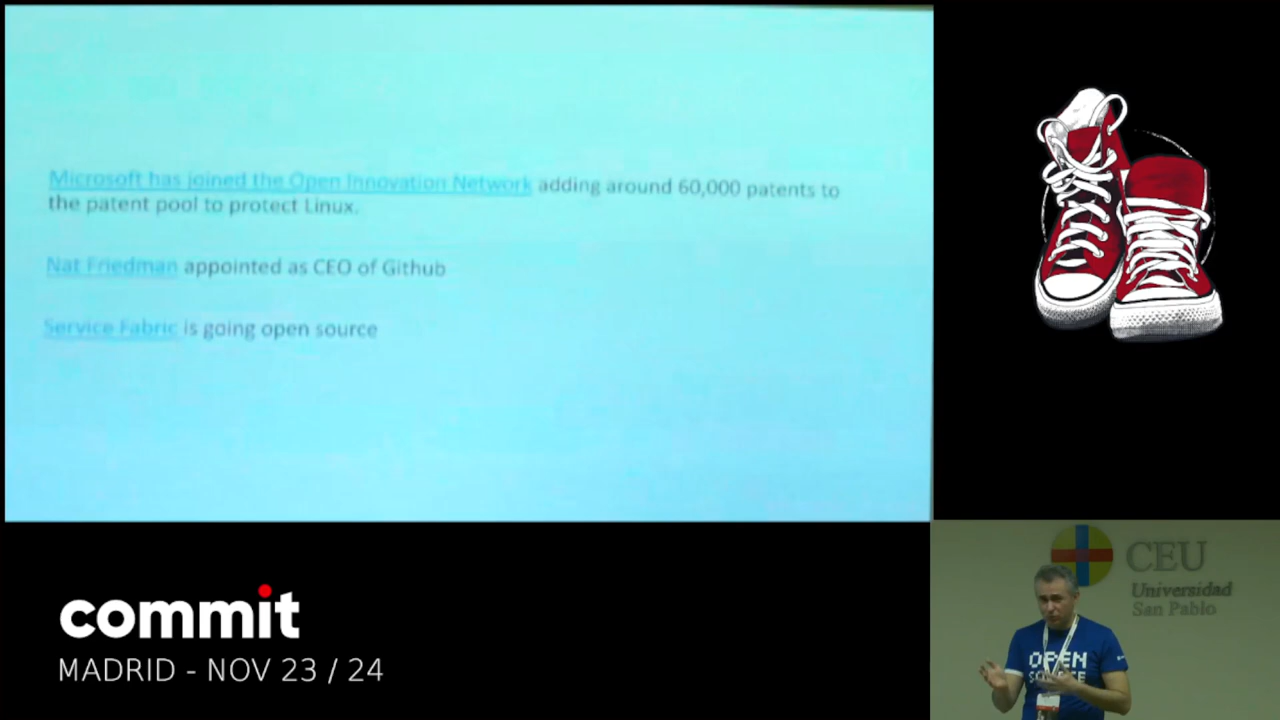 Microsoft has joined the Open Innovation Network adding around 60,000 patents to
the patent pool to protect Linux.
Nat Friedman appointed as CEO of Github
Service Fabric is going open source
commit
MADRID - NOV 23 / 24
CEU
Universidad
San Pablo
OPEN
SOURCE